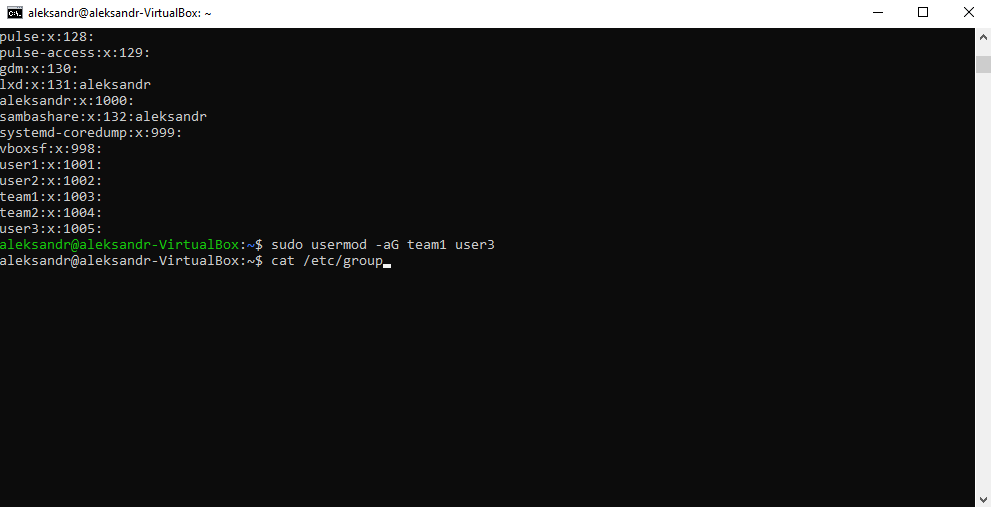 aleksandr@aleksandr-VirtualBox: ~
pulse:x:128:
pulse-access:x:129:
gdm:x:130:
lxd:x:131:aleksandr
aleksandr:x:1000:
sambashare:x:132:aleksandr
systemd-coredump:x:999:
vboxsf:x:998:
user1:x:1001:
user2:x:1002:
team1:x:1003:
team2:x:1004:
user3:x:1005:
aleksandr@aleksandr-VirtualBox:~$ sudo usermod -aG team1 user3
aleksandr@aleksandr-VirtualBox:~$ cat /etc/group